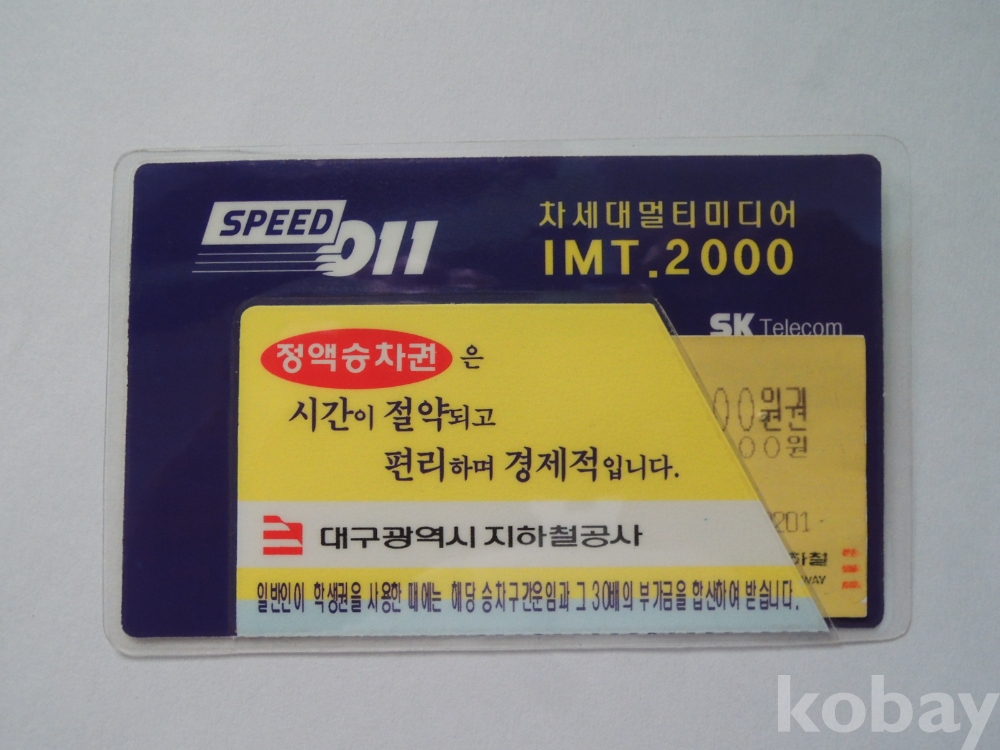 SPEED 011
차세대멀티미디어
IMT.2000
SK Telecom
정액승차권은
시간이 절약되고
편리하며 경제적입니다.
00원권
00원
201
대구광역시지하철공사
하철
WAY
일반인이 학생권을 사용한 때에는 해당 승차구간운임과 그 30배의 부가금을 합산하여 받습니다.
kobay